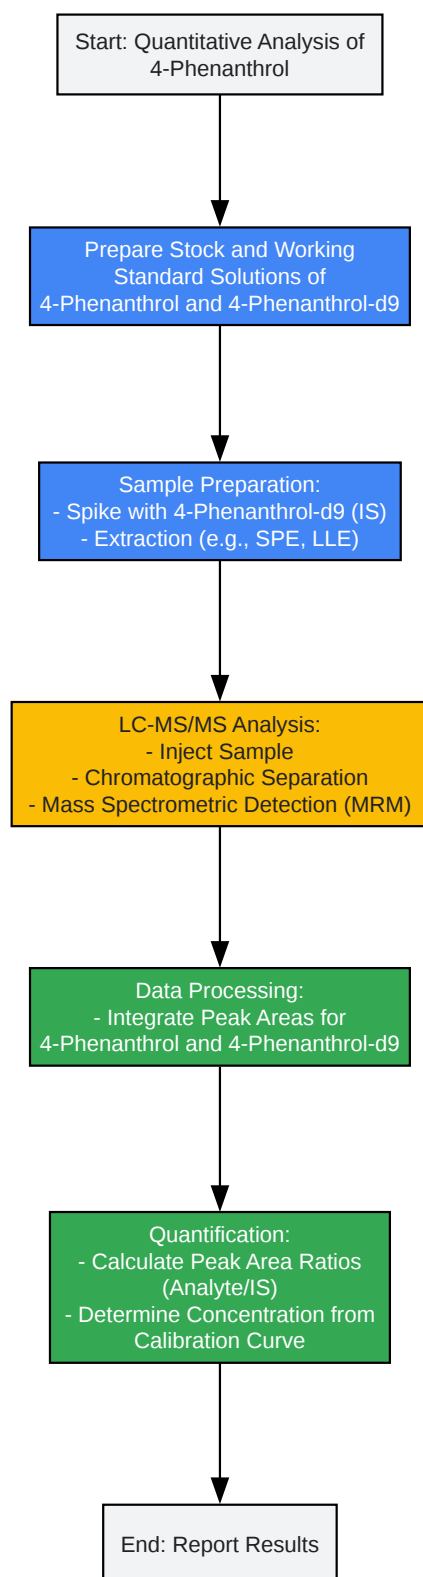 Start: Quantitative Analysis of
4-Phenanthrol
Prepare Stock and Working
Standard Solutions of
4-Phenanthrol and 4-Phenanthrol-d9
Sample Preparation:
- Spike with 4-Phenanthrol-d9 (IS)
- Extraction (e.g., SPE, LLE)
LC-MS/MS Analysis:
- Inject Sample
- Chromatographic Separation
- Mass Spectrometric Detection (MRM)
Data Processing:
- Integrate Peak Areas for
4-Phenanthrol and 4-Phenanthrol-d9
Quantification:
- Calculate Peak Area Ratios
(Analyte/IS)
- Determine Concentration from
Calibration Curve
End: Report Results